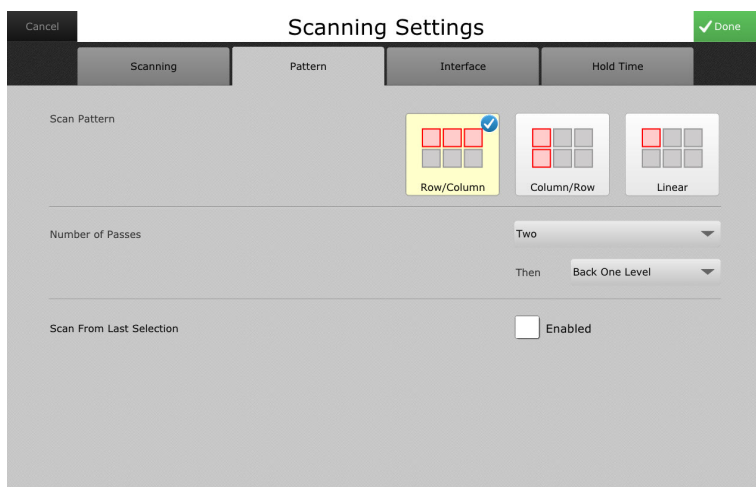 Cancel
Scanning Settings
Done
Scanning
Pattern
Interface
Hold Time
Scan Pattern
Row/Column
Column/Row
Linear
Number of Passes
Two
Then
Back One Level
Scan From Last Selection
Enabled